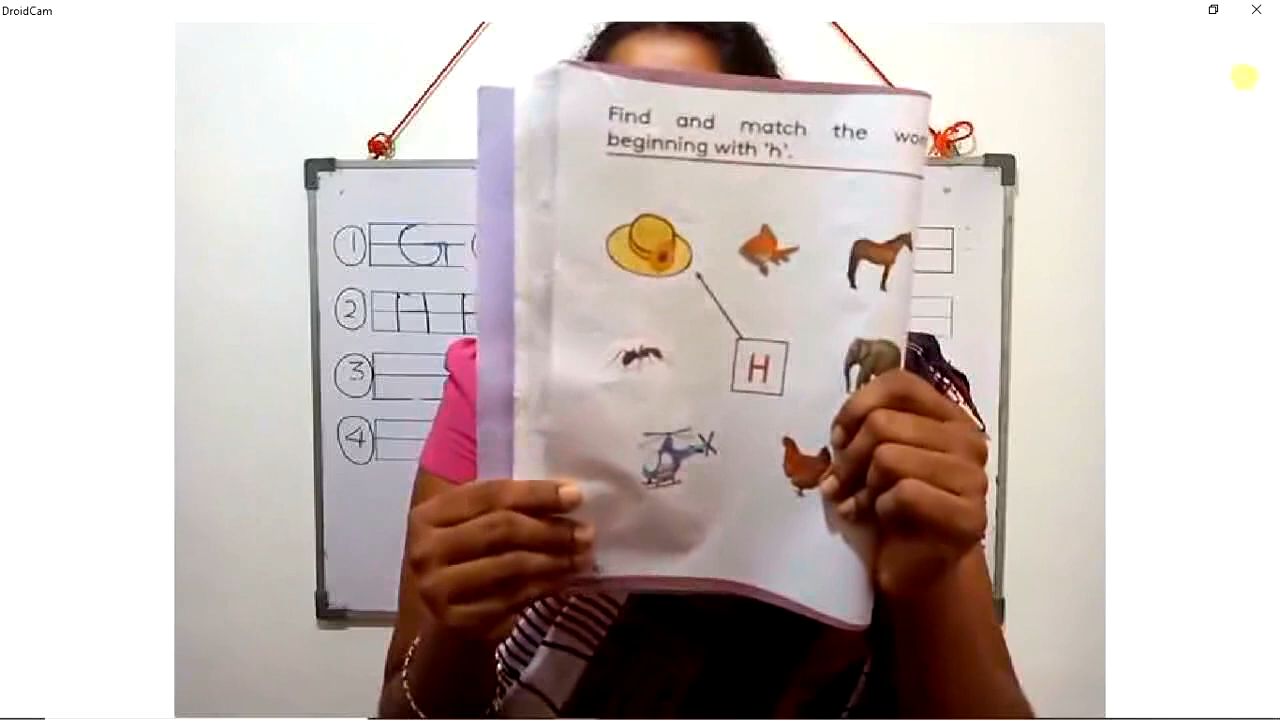 DroidCam
Find and match the
beginning with 'h'.
H
1 G
2 H
3
4